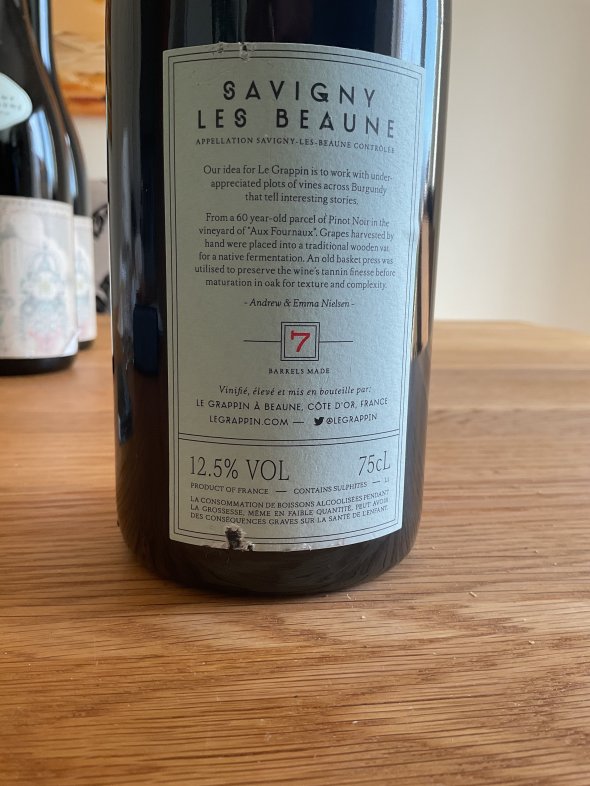 SAVIGNY
LES BEAUNE
APPELLATION SAVIGNY-LES-BEAUNE CONTRÔLÉE
Our idea for Le Grappin is to work with under-
appreciated plots of vines across Burgundy
that tell interesting stories.
From a 60 year-old parcel of Pinot Noir in the
vineyard of "Aux Fournaux". Grapes harvested by
hand were placed into a traditional wooden vat
for a native fermentation. An old basket press was
utilised to preserve the wine's tannin finesse before
maturation in oak for texture and complexity.
- Andrew & Emma Nielsen -
7
BARRELS MADE
Vinifié, élevé et mis en bouteille par:
LE GRAPPIN À BEAUNE, CÔTE D'OR, FRANCE
LEGRAPPIN.COM — @LEGRAPPIN
12.5% VOL 75cL
PRODUCT OF FRANCE — CONTAINS SULPHITES —
LA CONSOMMATION DE BOISSONS ALCOOLISÉES PENDANT
LA GROSSESSE, MÊME EN FAIBLE QUANTITÉ, PEUT AVOIR
DES CONSÉQUENCES GRAVES SUR LA SANTÉ DE L'ENFANT.